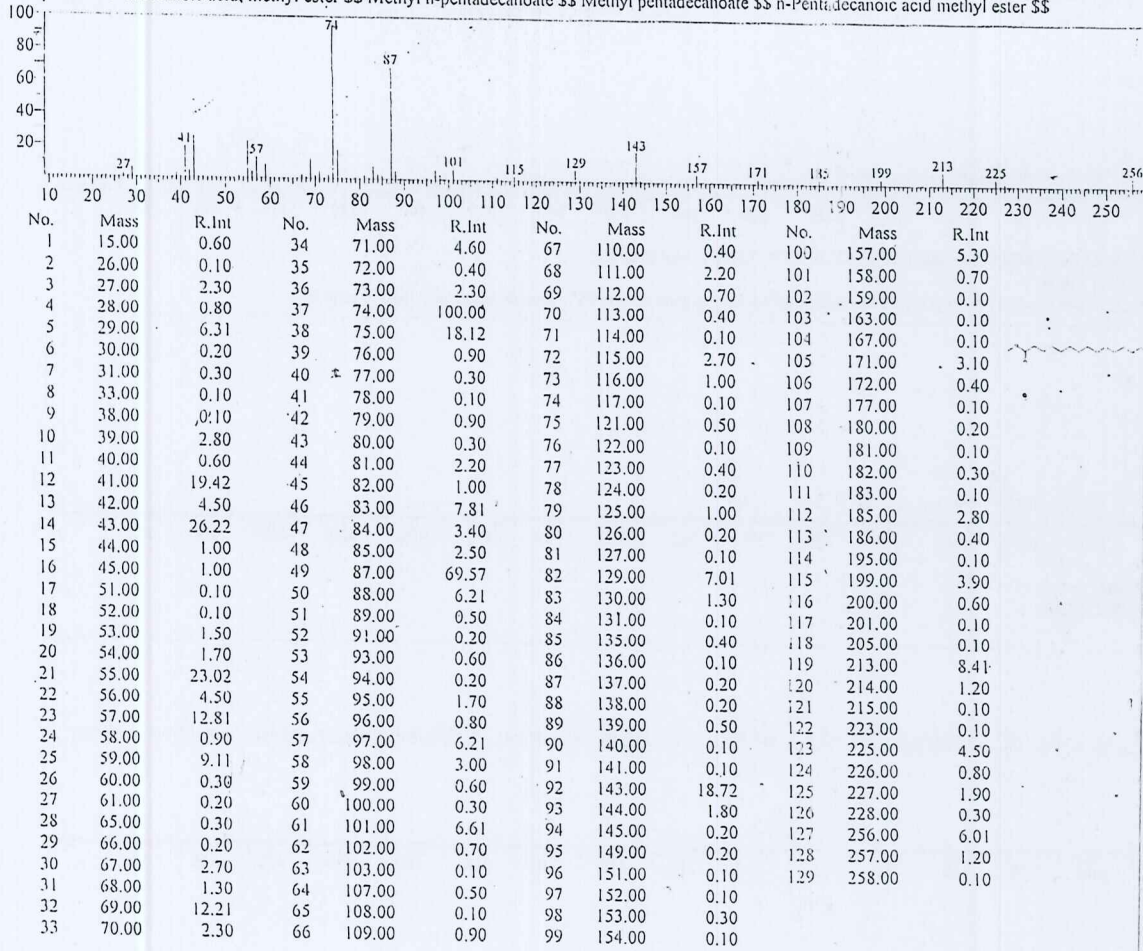 acid, methyl ester $$ Methyl n-pentadecanoate $$ Methyl pentadecanoate $$ n-Pentadecanoic acid methyl ester $$
100
80
60
40
20
27 41 57 74 87 101 115 129 143 157 171 185 199 213 225 256
10 20 30 40 50 60 70 80 90 100 110 120 130 140 150 160 170 180 190 200 210 220 230 240 250
No. Mass R.Int No. Mass R.Int No. Mass R.Int No. Mass R.Int
1 15.00 0.60 34 71.00 4.60 67 110.00 0.40 100 157.00 5.30
2 26.00 0.10 35 72.00 0.40 68 111.00 2.20 101 158.00 0.70
3 27.00 2.30 36 73.00 2.30 69 112.00 0.70 102 159.00 0.10
4 28.00 0.80 37 74.00 100.00 70 113.00 0.40 103 163.00 0.10
5 29.00 6.31 38 75.00 18.12 71 114.00 0.10 104 167.00 0.10
6 30.00 0.20 39 76.00 0.90 72 115.00 2.70 105 171.00 3.10
7 31.00 0.30 40 77.00 0.30 73 116.00 1.00 106 172.00 0.40
8 33.00 0.10 41 78.00 0.10 74 117.00 0.10 107 177.00 0.10
9 38.00 0.10 42 79.00 0.90 75 121.00 0.50 108 180.00 0.20
10 39.00 2.80 43 80.00 0.30 76 122.00 0.10 109 181.00 0.10
11 40.00 0.60 44 81.00 2.20 77 123.00 0.40 110 182.00 0.30
12 41.00 19.42 45 82.00 1.00 78 124.00 0.20 111 183.00 0.10
13 42.00 4.50 46 83.00 7.81 79 125.00 1.00 112 185.00 2.80
14 43.00 26.22 47 84.00 3.40 80 126.00 0.20 113 186.00 0.40
15 44.00 1.00 48 85.00 2.50 81 127.00 0.10 114 195.00 0.10
16 45.00 1.00 49 87.00 69.57 82 129.00 7.01 115 199.00 3.90
17 51.00 0.10 50 88.00 6.21 83 130.00 1.30 116 200.00 0.60
18 52.00 0.10 51 89.00 0.50 84 131.00 0.10 117 201.00 0.10
19 53.00 1.50 52 91.00 0.20 85 135.00 0.40 118 205.00 0.10
20 54.00 1.70 53 93.00 0.60 86 136.00 0.10 119 213.00 8.41
21 55.00 23.02 54 94.00 0.20 87 137.00 0.20 120 214.00 1.20
22 56.00 4.50 55 95.00 1.70 88 138.00 0.20 121 215.00 0.10
23 57.00 12.81 56 96.00 0.80 89 139.00 0.50 122 223.00 0.10
24 58.00 0.90 57 97.00 6.21 90 140.00 0.10 123 225.00 4.50
25 59.00 9.11 58 98.00 3.00 91 141.00 0.10 124 226.00 0.80
26 60.00 0.30 59 99.00 0.60 92 143.00 18.72 125 227.00 1.90
27 61.00 0.20 60 100.00 0.30 93 144.00 1.80 126 228.00 0.30
28 65.00 0.30 61 101.00 6.61 94 145.00 0.20 127 256.00 6.01
29 66.00 0.20 62 102.00 0.70 95 149.00 0.20 128 257.00 1.20
30 67.00 2.70 63 103.00 0.10 96 151.00 0.10 129 258.00 0.10
31 68.00 1.30 64 107.00 0.50 97 152.00 0.10
32 69.00 12.21 65 108.00 0.10 98 153.00 0.30
33 70.00 2.30 66 109.00 0.90 99 154.00 0.10